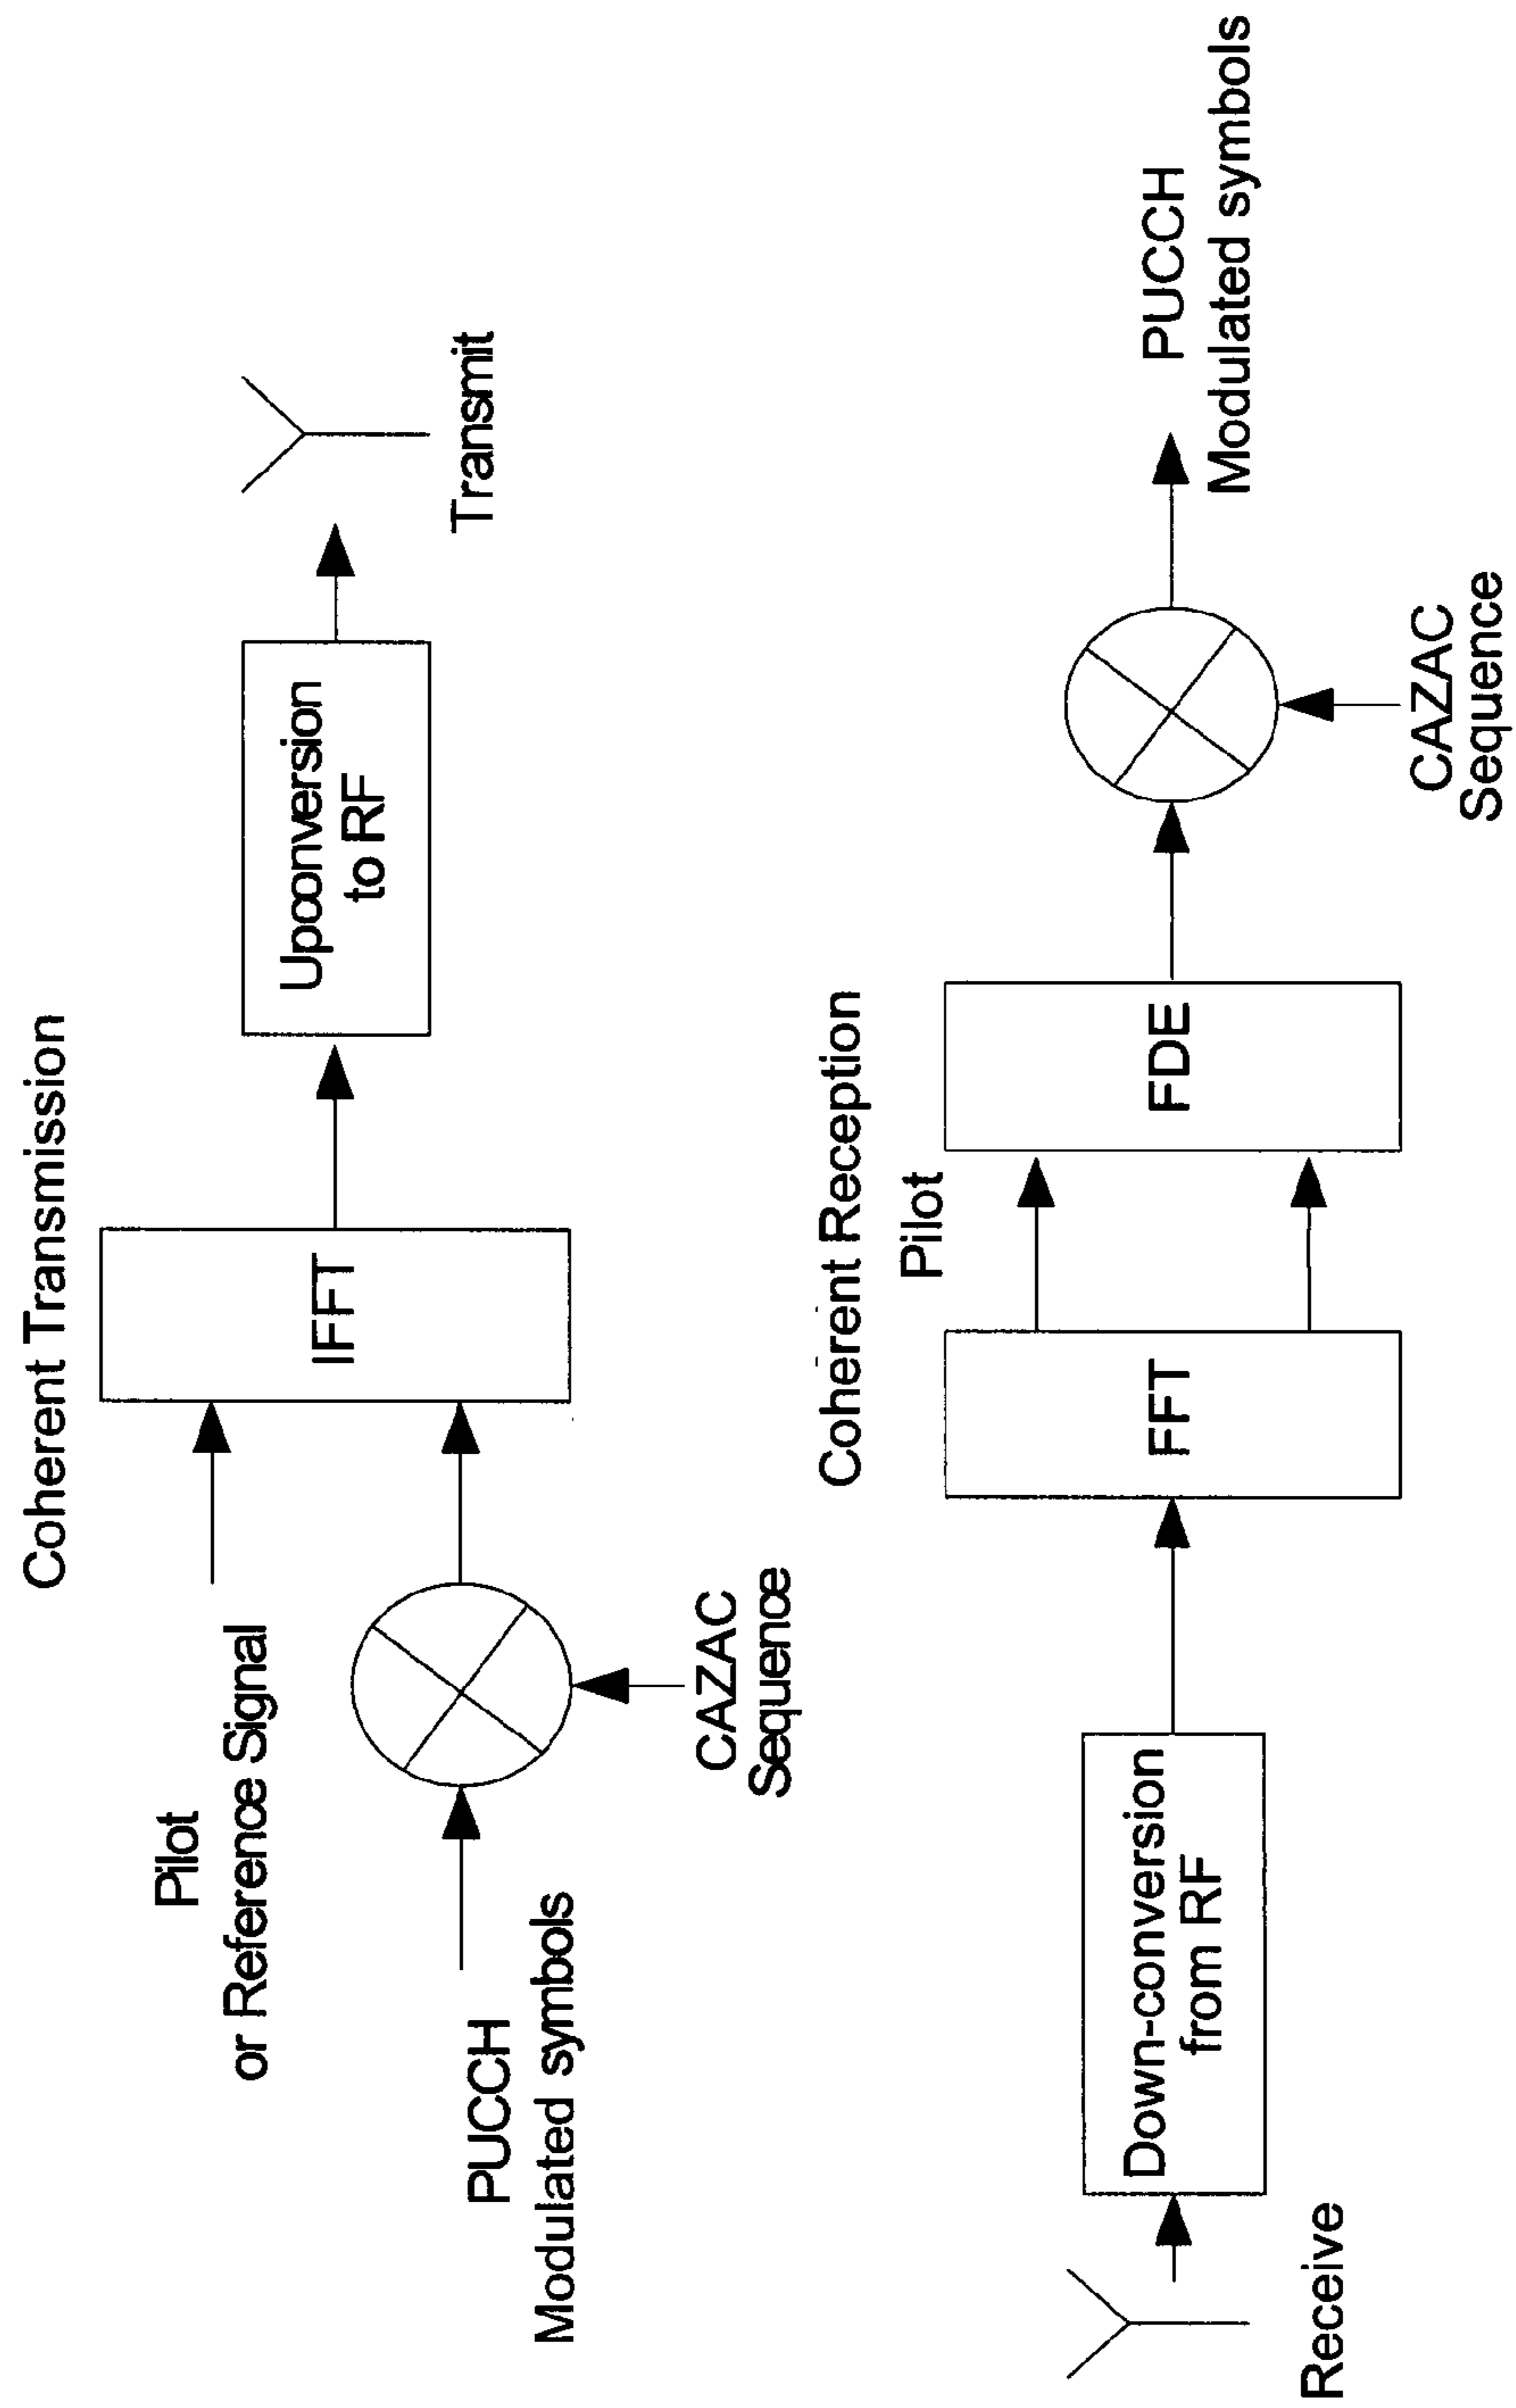 Coherent Transmission
Pilot
or Reference Signal
PUCCH
Modulated symbols
CAZAC
Sequence
IFFT
Upconversion
to RF
Transmit
Coherent Reception
Receive
Down-conversion
from RF
FFT
Pilot
FDE
CAZAC
Sequence
PUCCH
Modulated symbols